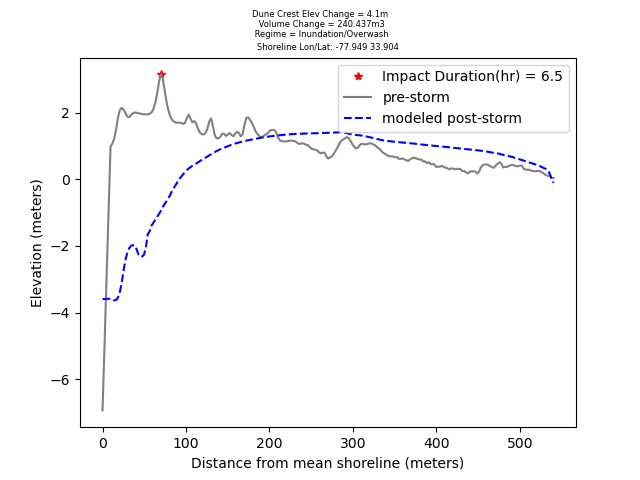 Dune Crest Elev Change = 4.1m
Volume Change = 240.437m3
Regime = Inundation/Overwash
Shoreline Lon/Lat: -77.949 33.904
Impact Duration(hr) = 6.5
pre-storm
modeled post-storm
Elevation (meters)
2
0
−2
−4
−6
0 100 200 300 400 500
Distance from mean shoreline (meters)